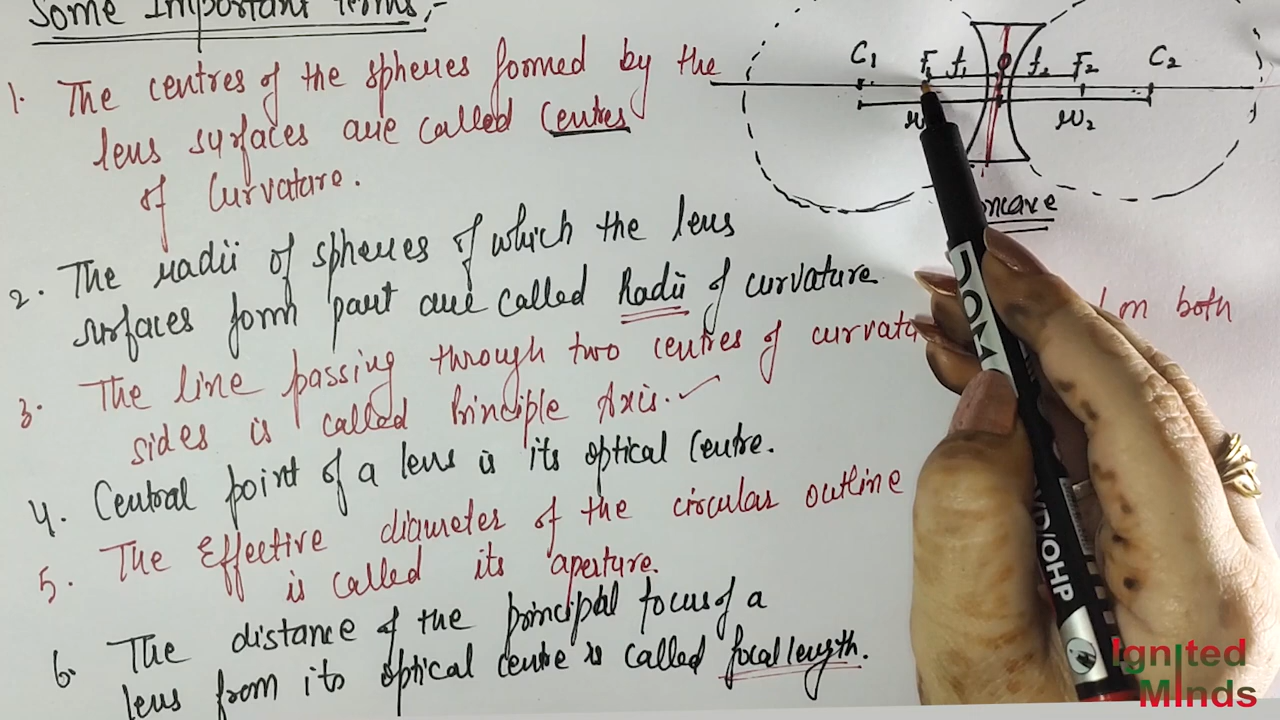 Some Important Terms,-
1. The centres of the spheres formed by the
lens surfaces are called Centres
of Curvature.
2. The radii of spheres of which the lens
surfaces form part are called Radii of curvature
3. The line passing through two centres of on both
sides is called Principle Axis.
4. Central point of a lens is its optical Centre.
5. The Effective diameter of the circular outline
is called its aperture.
6. The distance of the principal focus of a
lens from its optical centre is called focal length.
C1 F1 f1 O f2 F2 C2
r2
DOMS
CD/DVD/OHP
Ignited
Minds